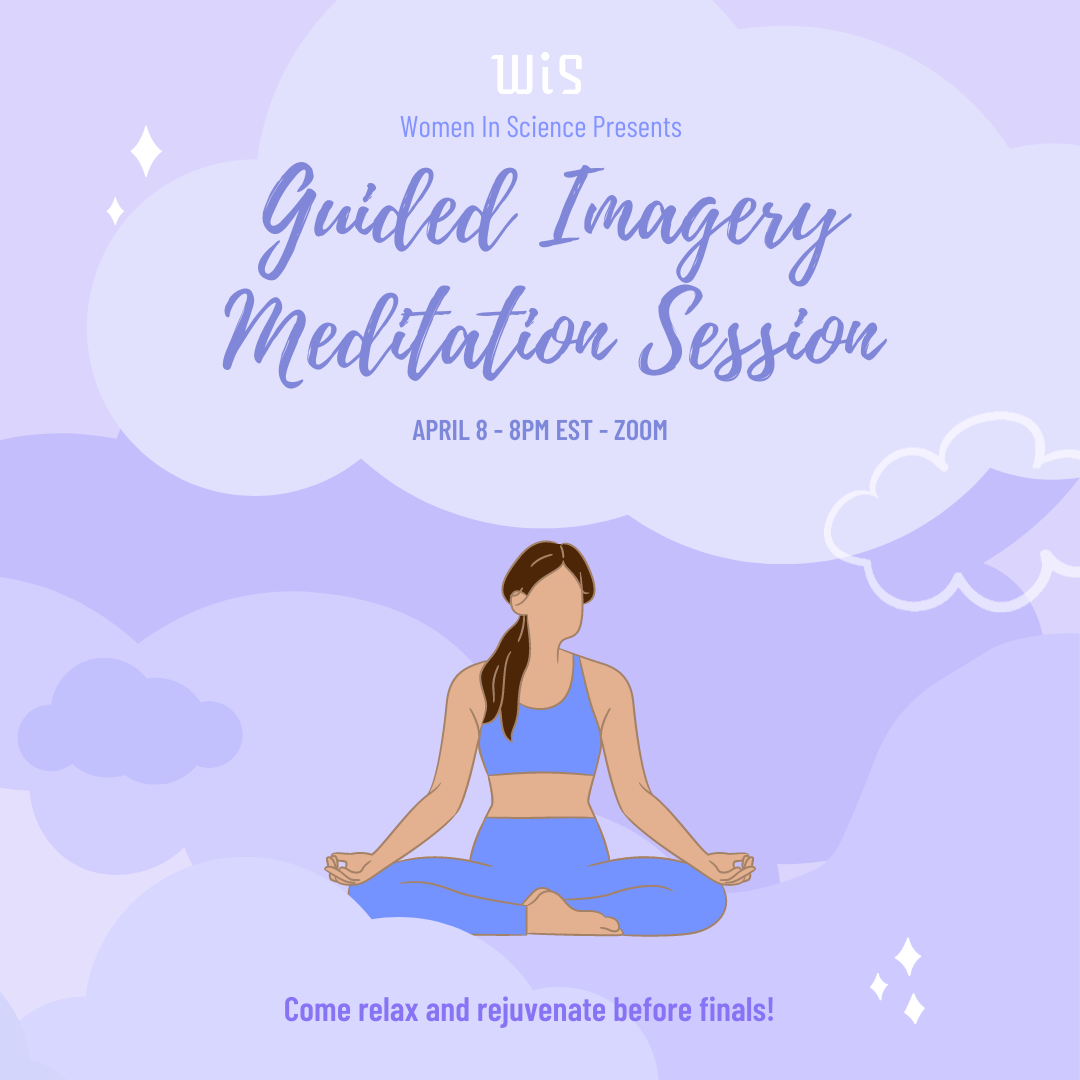 WiS
Women In Science Presents
Guided Imagery
Meditation Session
APRIL 8 - 8PM EST - ZOOM
Come relax and rejuvenate before finals!